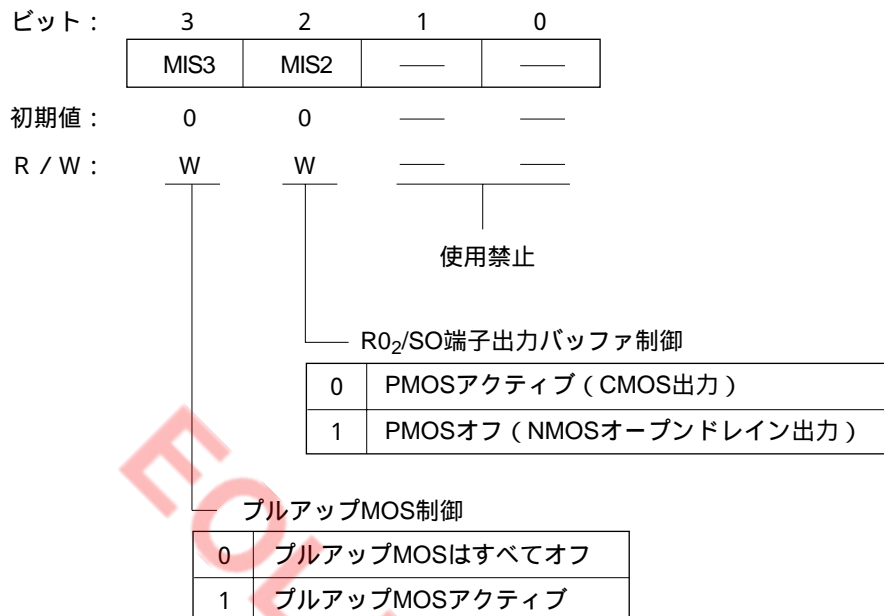 ビット： 3 2 1 0
MIS3 MIS2 —— ——
初期値： 0 0 —— ——
R／W： W W —— ——
使用禁止
R0₂/SO端子出力バッファ制御
0 PMOSアクティブ（CMOS出力）
1 PMOSオフ（NMOSオープンドレイン出力）
プルアップMOS制御
0 プルアップMOSはすべてオフ
1 プルアップMOSアクティブ